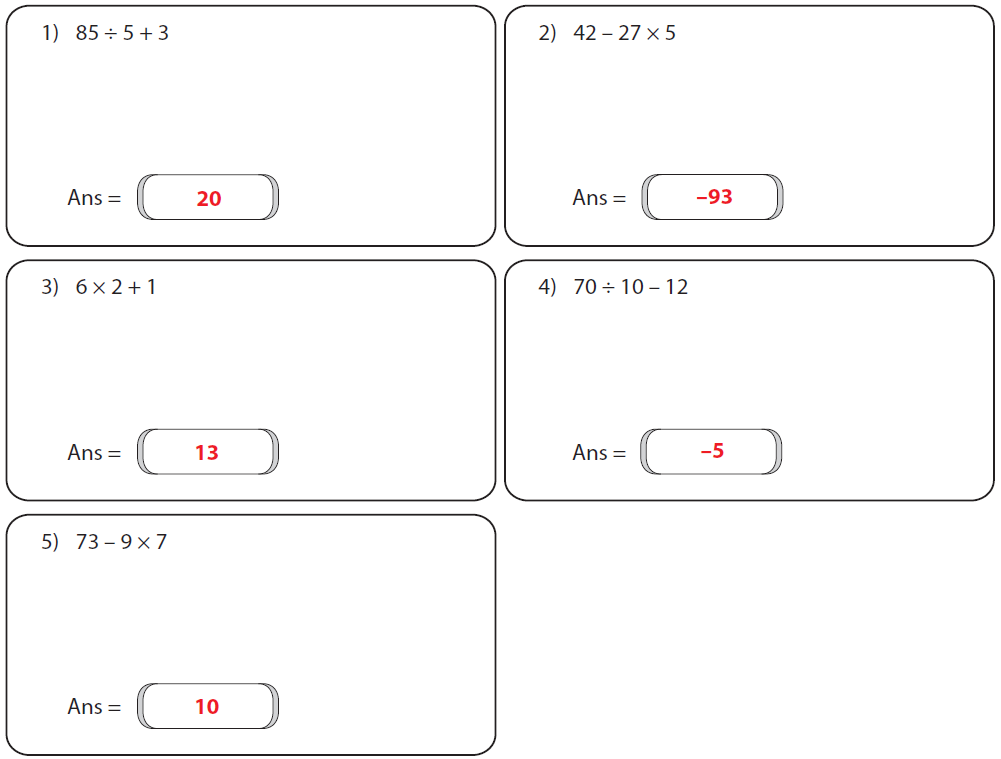 1) 85 ÷ 5 + 3
Ans = 20
2) 42 – 27 × 5
Ans = –93
3) 6 × 2 + 1
Ans = 13
4) 70 ÷ 10 – 12
Ans = –5
5) 73 – 9 × 7
Ans = 10